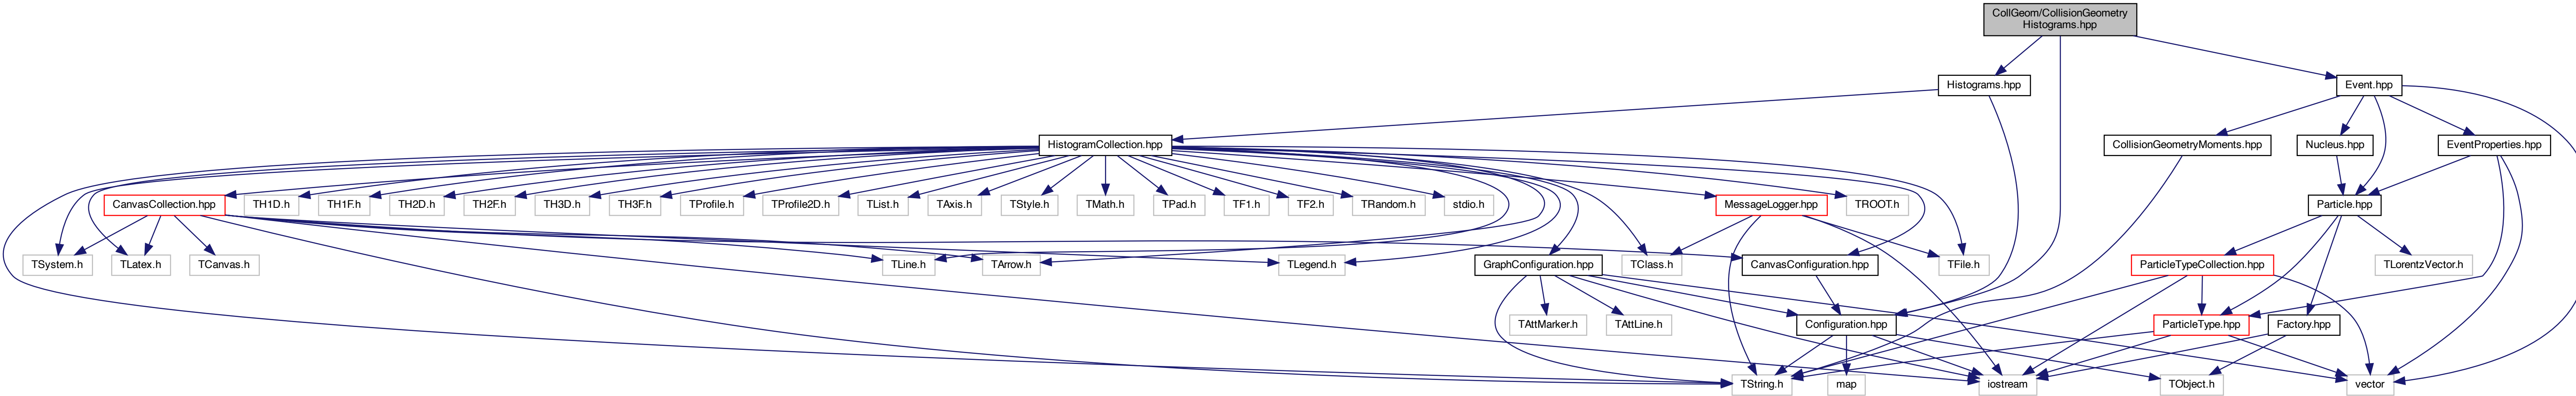 CollGeom/CollisionGeometry
Histograms.hpp
Histograms.hpp
Event.hpp
HistogramCollection.hpp
CollisionGeometryMoments.hpp
Nucleus.hpp
EventProperties.hpp
CanvasCollection.hpp
TH1D.h
TH1F.h
TH2D.h
TH2F.h
TH3D.h
TH3F.h
TProfile.h
TProfile2D.h
TList.h
TAxis.h
TStyle.h
TMath.h
TPad.h
TF1.h
TF2.h
TRandom.h
stdio.h
MessageLogger.hpp
TROOT.h
Particle.hpp
TSystem.h
TLatex.h
TCanvas.h
TLine.h
TArrow.h
TLegend.h
GraphConfiguration.hpp
TClass.h
CanvasConfiguration.hpp
TFile.h
ParticleTypeCollection.hpp
TLorentzVector.h
TAttMarker.h
TAttLine.h
Configuration.hpp
ParticleType.hpp
Factory.hpp
TString.h
map
iostream
TObject.h
vector